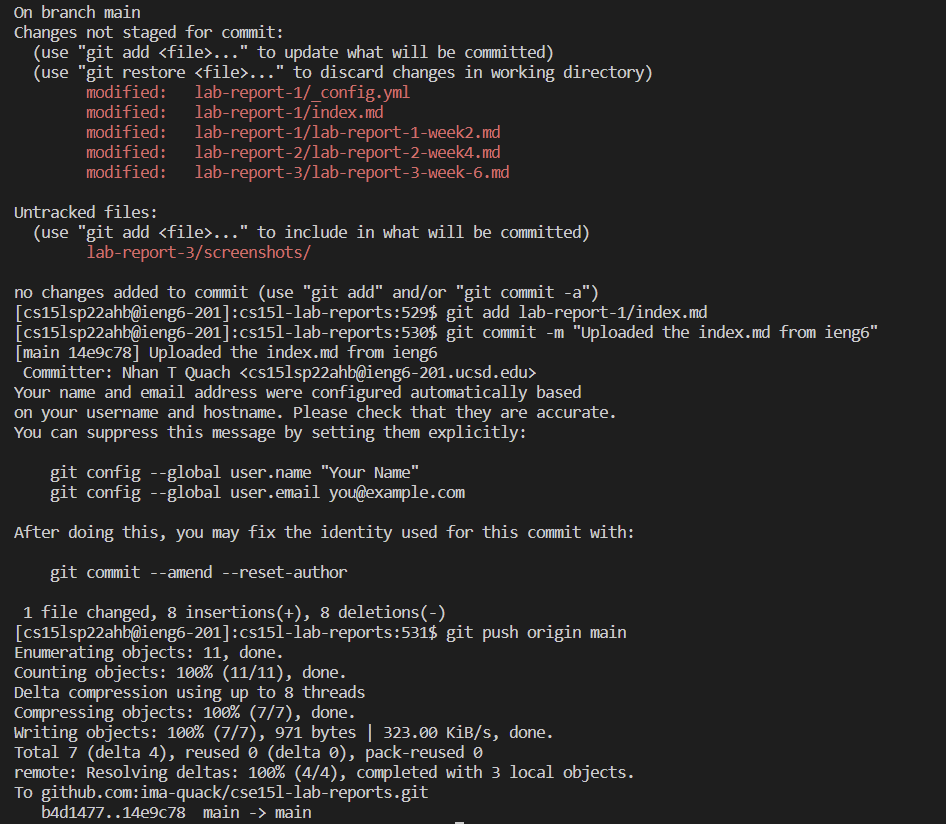 On branch main
Changes not staged for commit:
  (use "git add <file>..." to update what will be committed)
  (use "git restore <file>..." to discard changes in working directory)
        modified:   lab-report-1/_config.yml
        modified:   lab-report-1/index.md
        modified:   lab-report-1/lab-report-1-week2.md
        modified:   lab-report-2/lab-report-2-week4.md
        modified:   lab-report-3/lab-report-3-week-6.md

Untracked files:
  (use "git add <file>..." to include in what will be committed)
        lab-report-3/screenshots/

no changes added to commit (use "git add" and/or "git commit -a")
[cs15lsp22ahb@ieng6-201]:cs15l-lab-reports:529$ git add lab-report-1/index.md
[cs15lsp22ahb@ieng6-201]:cs15l-lab-reports:530$ git commit -m "Uploaded the index.md from ieng6"
[main 14e9c78] Uploaded the index.md from ieng6
 Committer: Nhan T Quach <cs15lsp22ahb@ieng6-201.ucsd.edu>
Your name and email address were configured automatically based
on your username and hostname. Please check that they are accurate.
You can suppress this message by setting them explicitly:

    git config --global user.name "Your Name"
    git config --global user.email you@example.com

After doing this, you may fix the identity used for this commit with:

    git commit --amend --reset-author

 1 file changed, 8 insertions(+), 8 deletions(-)
[cs15lsp22ahb@ieng6-201]:cs15l-lab-reports:531$ git push origin main
Enumerating objects: 11, done.
Counting objects: 100% (11/11), done.
Delta compression using up to 8 threads
Compressing objects: 100% (7/7), done.
Writing objects: 100% (7/7), 971 bytes | 323.00 KiB/s, done.
Total 7 (delta 4), reused 0 (delta 0), pack-reused 0
remote: Resolving deltas: 100% (4/4), completed with 3 local objects.
To github.com:ima-quack/cse15l-lab-reports.git
   b4d1477..14e9c78  main -> main